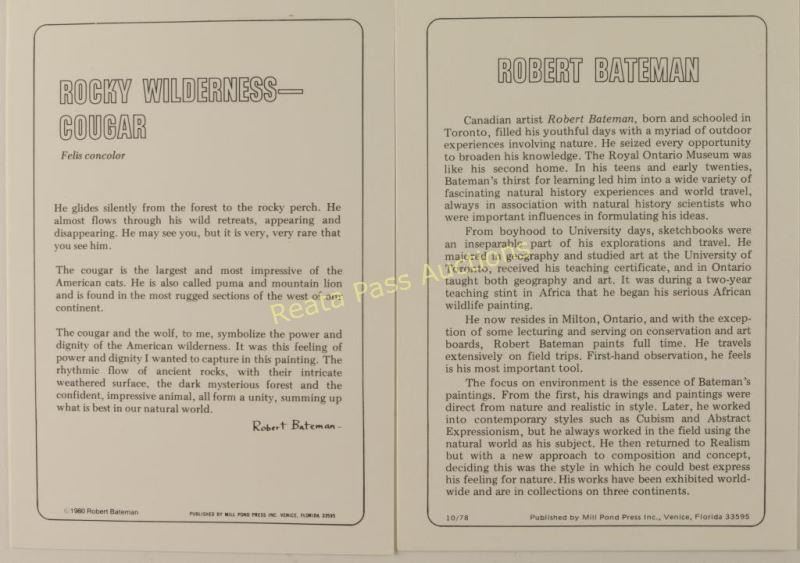 ROCKY WILDERNESS—
COUGAR
Felis concolor
He glides silently from the forest to the rocky perch. He
almost flows through his wild retreats, appearing and
disappearing. He may see you, but it is very, very rare that
you see him.
The cougar is the largest and most impressive of the
American cats. He is also called puma and mountain lion
and is found in the most rugged sections of the west of our
continent.
The cougar and the wolf, to me, symbolize the power and
dignity of the American wilderness. It was this feeling of
power and dignity I wanted to capture in this painting. The
rhythmic flow of ancient rocks, with their intricate
weathered surface, the dark mysterious forest and the
confident, impressive animal, all form a unity, summing up
what is best in our natural world.
Robert Bateman-
© 1980 Robert Bateman
PUBLISHED BY MILL POND PRESS INC. VENICE, FLORIDA 33595
ROBERT BATEMAN
Canadian artist Robert Bateman, born and schooled in
Toronto, filled his youthful days with a myriad of outdoor
experiences involving nature. He seized every opportunity
to broaden his knowledge. The Royal Ontario Museum was
like his second home. In his teens and early twenties,
Bateman's thirst for learning led him into a wide variety of
fascinating natural history experiences and world travel,
always in association with natural history scientists who
were important influences in formulating his ideas.
From boyhood to University days, sketchbooks were
an inseparable part of his explorations and travel. He
majored in geography and studied art at the University of
Toronto, received his teaching certificate, and in Ontario
taught both geography and art. It was during a two-year
teaching stint in Africa that he began his serious African
wildlife painting.
He now resides in Milton, Ontario, and with the excep-
tion of some lecturing and serving on conservation and art
boards, Robert Bateman paints full time. He travels
extensively on field trips. First-hand observation, he feels
is his most important tool.
The focus on environment is the essence of Bateman's
paintings. From the first, his drawings and paintings were
direct from nature and realistic in style. Later, he worked
into contemporary styles such as Cubism and Abstract
Expressionism, but he always worked in the field using the
natural world as his subject. He then returned to Realism
but with a new approach to composition and concept,
deciding this was the style in which he could best express
his feeling for nature. His works have been exhibited world-
wide and are in collections on three continents.
10/78
Published by Mill Pond Press Inc., Venice, Florida 33595
Reata Pass Auctions